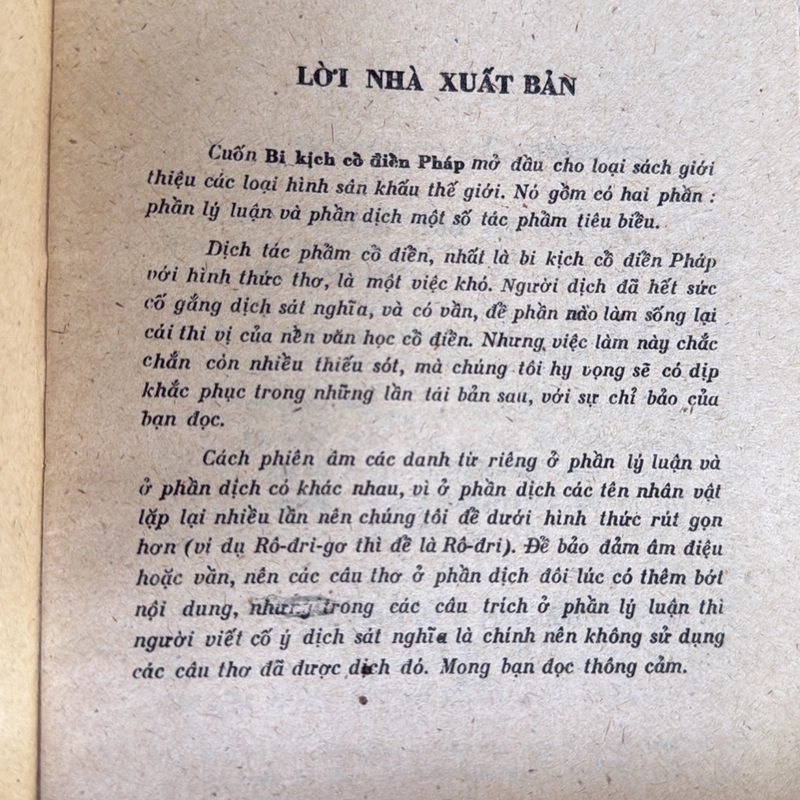 LỜI NHÀ XUẤT BẢN
Cuốn Bi kịch cổ điển Pháp mở đầu cho loại sách giới
thiệu các loại hình sân khấu thế giới. Nó gồm có hai phần :
phần lý luận và phần dịch một số tác phẩm tiêu biểu.
Dịch tác phẩm cổ điển, nhất là bi kịch cổ điển Pháp
với hình thức thơ, là một việc khó. Người dịch đã hết sức
cố gắng dịch sát nghĩa, và có vần, để phần nào làm sống lại
cái thi vị của nền văn học cổ điển. Nhưng việc làm này chắc
chắn còn nhiều thiếu sót, mà chúng tôi hy vọng sẽ có dịp
khắc phục trong những lần tái bản sau, với sự chỉ bảo của
bạn đọc.
Cách phiên âm các danh từ riêng ở phần lý luận và
ở phần dịch có khác nhau, vì ở phần dịch các tên nhân vật
lặp lại nhiều lần nên chúng tôi để dưới hình thức rút gọn
hơn (ví dụ Rô-đri-gơ thì để là Rô-đri). Để bảo đảm âm điệu
hoặc vần, nên các câu thơ ở phần dịch đôi lúc có thêm bớt
nội dung, nhưng trong các câu trích ở phần lý luận thì
người viết cố ý dịch sát nghĩa là chính nên không sử dụng
các câu thơ đã được dịch đó. Mong bạn đọc thông cảm.